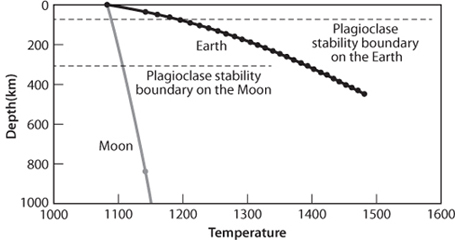 0
200
400
600
800
1000
Depth(km)
Earth
Plagioclase
stability boundary
on the Earth
Plagioclase stability
boundary on the Moon
Moon
1000
1100
1200
1300
1400
1500
1600
Temperature